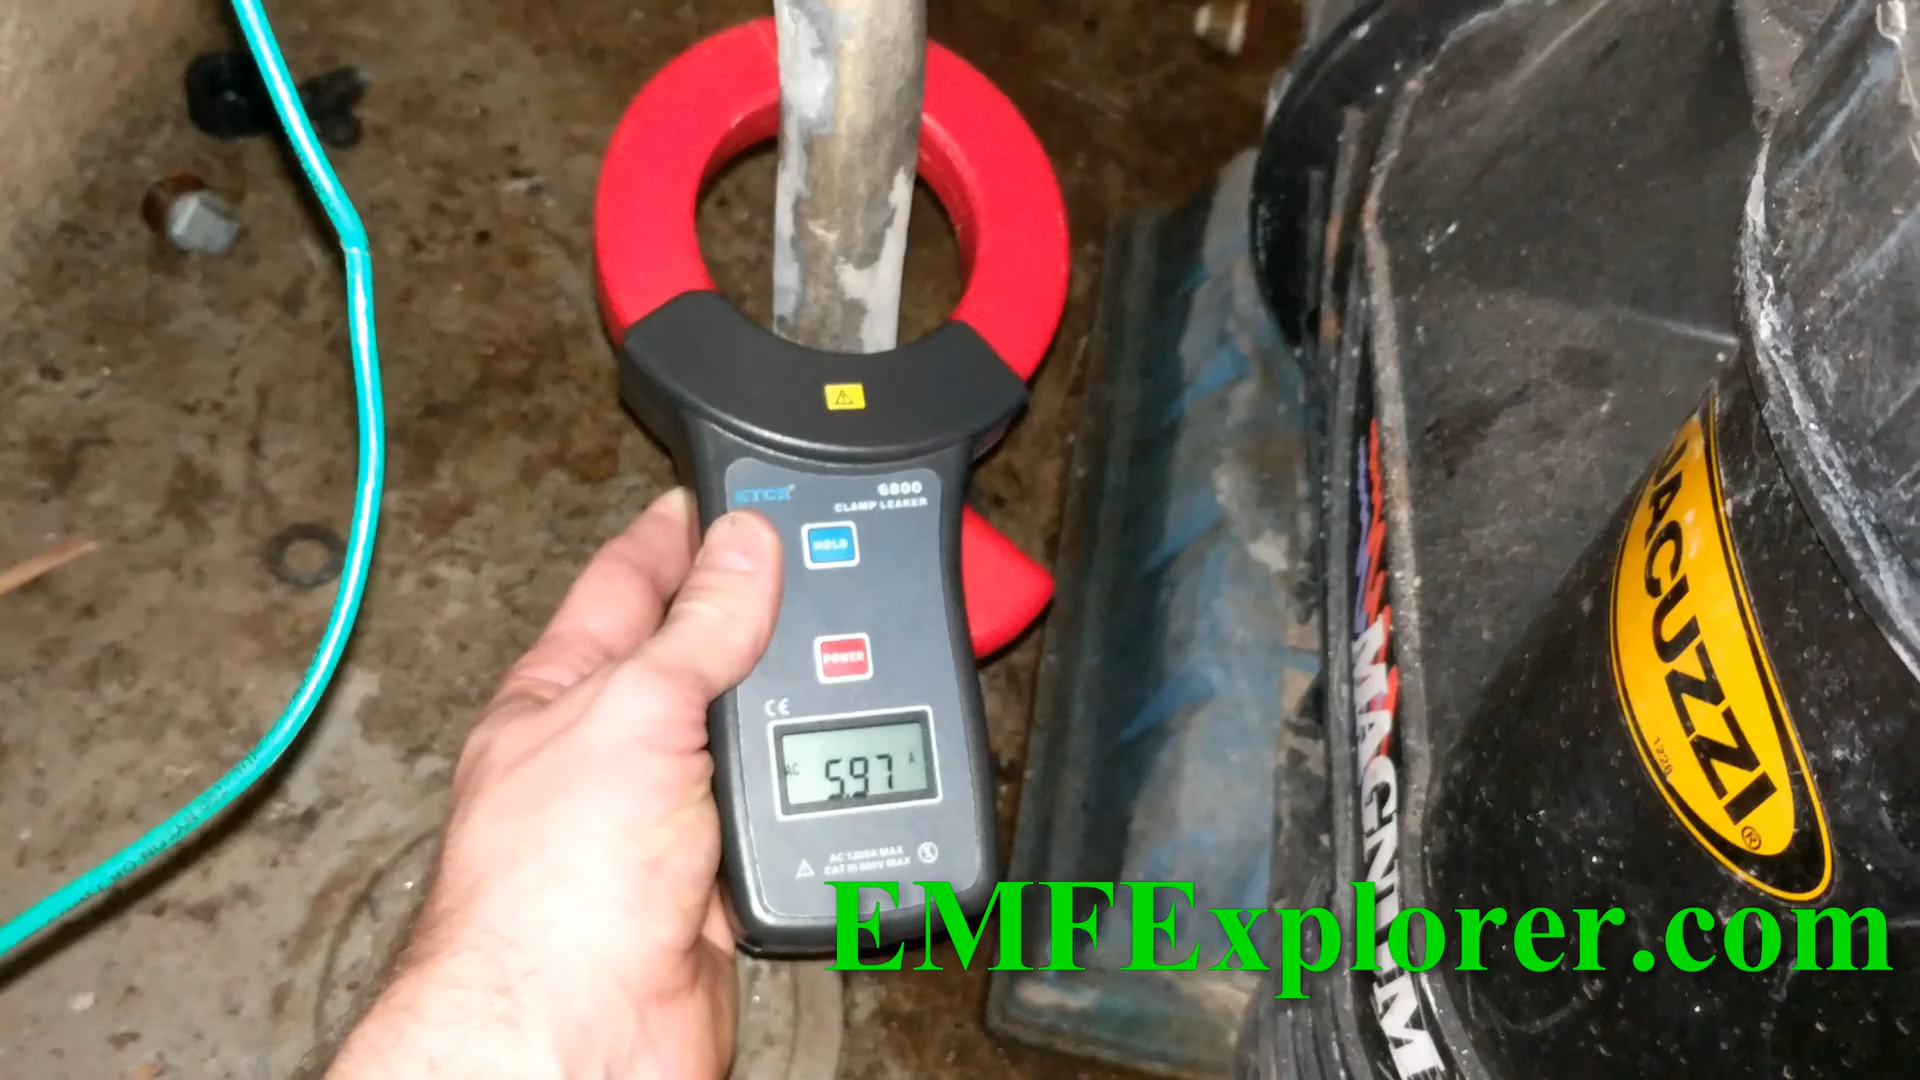 ETCR
6800
CLAMP LEAKER
HOLD
POWER
CE
AC 5.97 A
AC 1200A MAX
CAT III 600V MAX
JACUZZI®
1220
MAGNUM
EMFExplorer.com